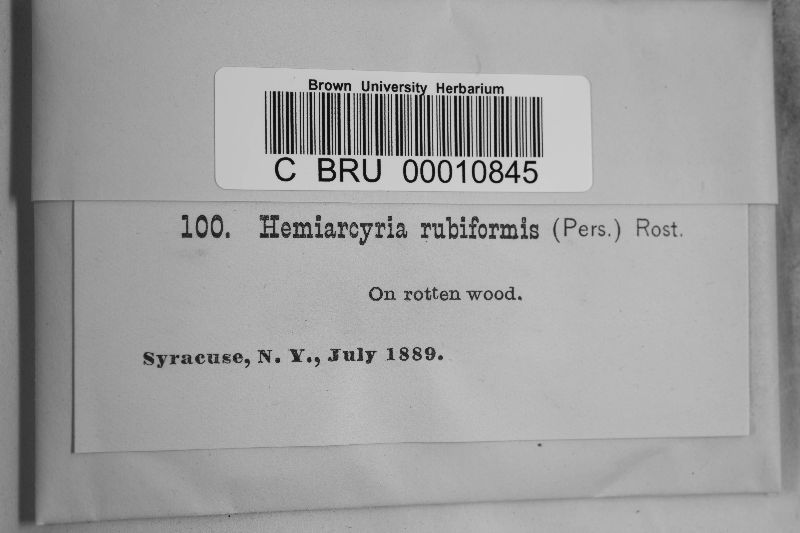 Brown University Herbarium
C BRU 00010845
100. Hemiarcyria rubiformis (Pers.) Rost.
On rotten wood.
Syracuse, N. Y., July 1889.